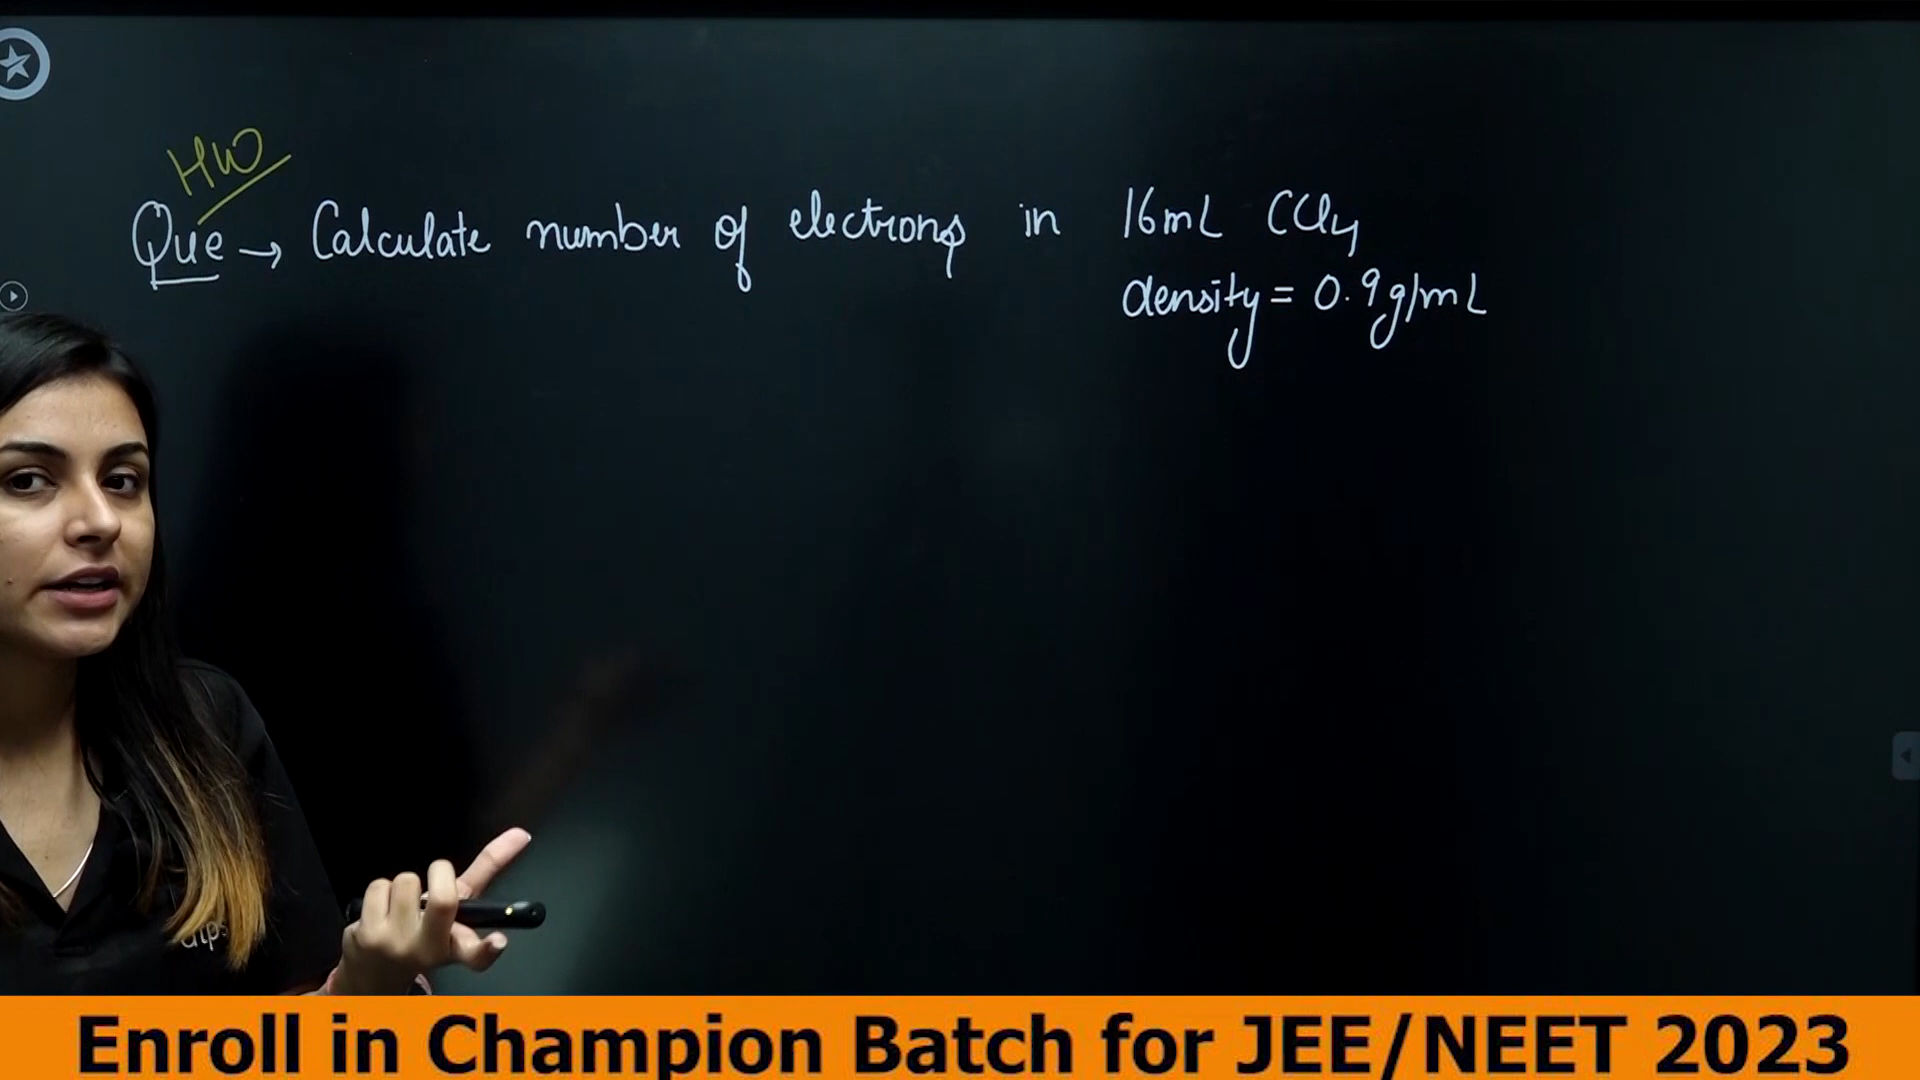 HW
Que → Calculate number of electrons in 16mL CCl4
density = 0.9g/mL
Enroll in Champion Batch for JEE/NEET 2023